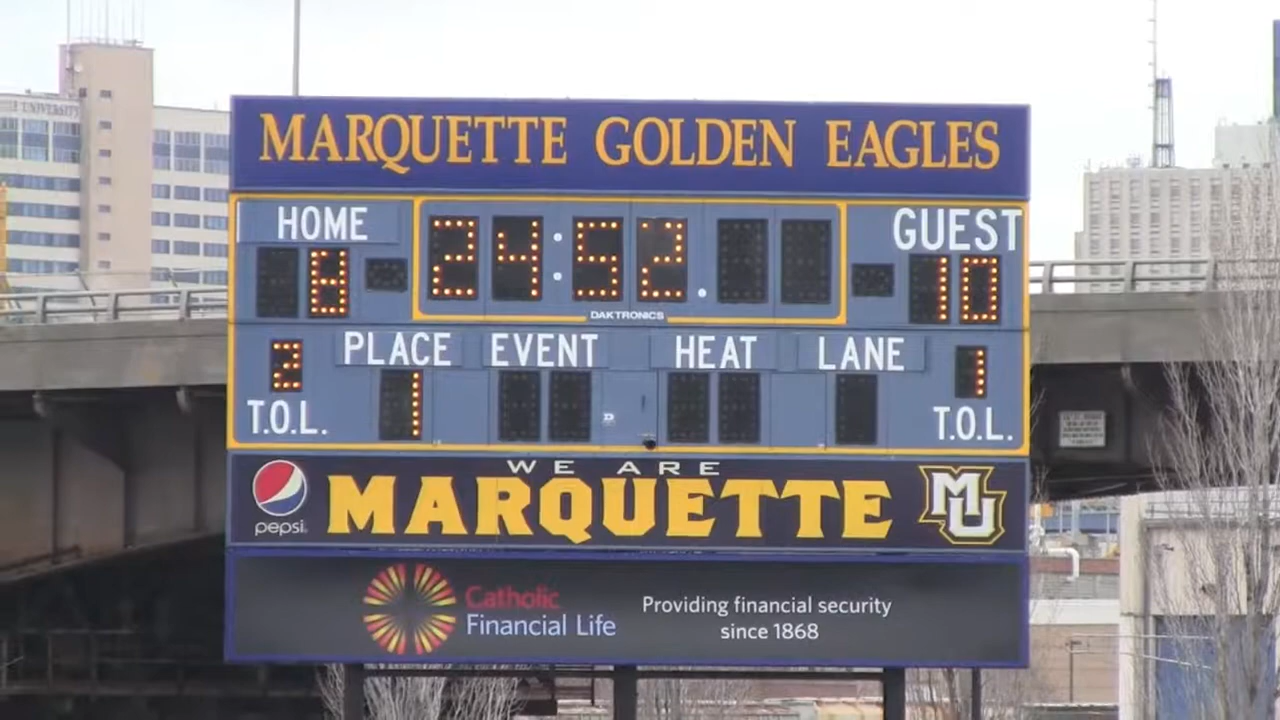 UNIVERSITY
MARQUETTE GOLDEN EAGLES
HOME 24:52. GUEST
8 10
DAKTRONICS
2 PLACE EVENT HEAT LANE 1
T.O.L. 1 T.O.L.
WE ARE
MARQUETTE
pepsi
MU
Catholic
Financial Life
Providing financial security
since 1868